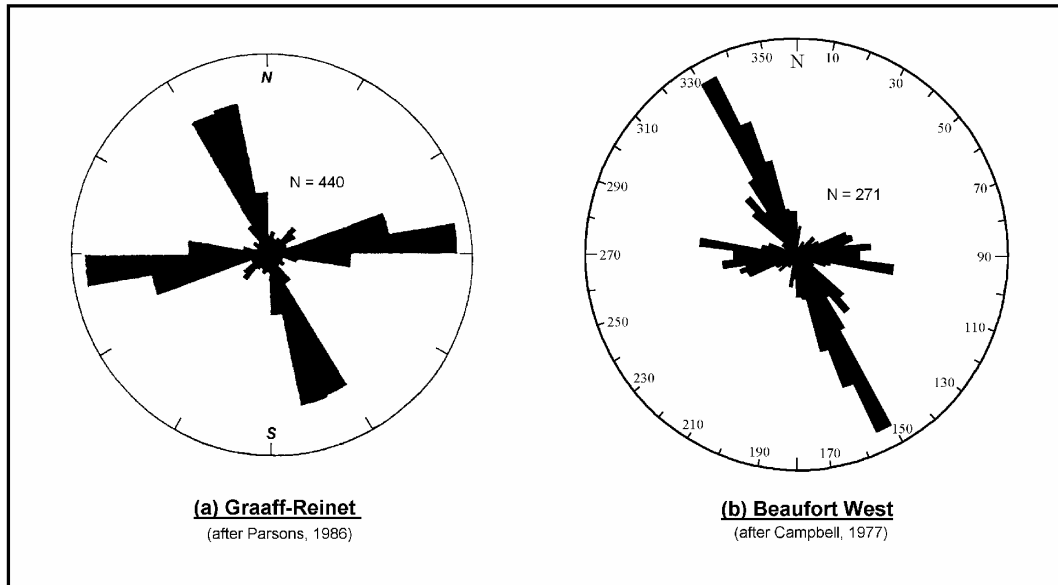 N
N = 440
S
(a) Graaff-Reinet
(after Parsons, 1986)
N
10
30
50
70
90
110
130
150
170
190
210
230
250
270
290
310
330
350
N = 271
(b) Beaufort West
(after Campbell, 1977)